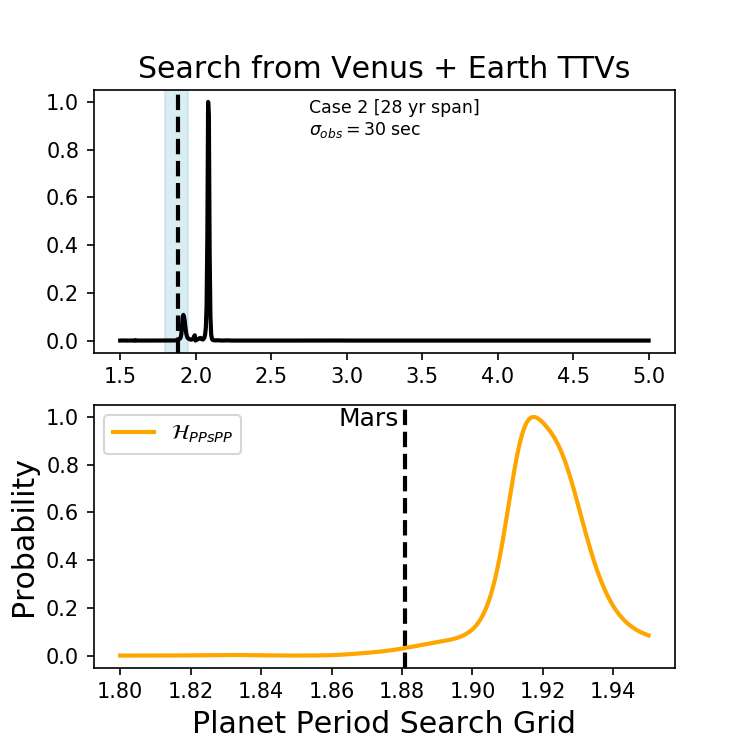 Search from Venus + Earth TTVs
Case 2 [28 yr span]
σ_obs = 30 sec
1.0
0.8
0.6
0.4
0.2
0.0
1.5 2.0 2.5 3.0 3.5 4.0 4.5 5.0
Mars
ℋ_PPsPP
1.0
0.8
0.6
0.4
0.2
0.0
Probability
1.80 1.82 1.84 1.86 1.88 1.90 1.92 1.94
Planet Period Search Grid